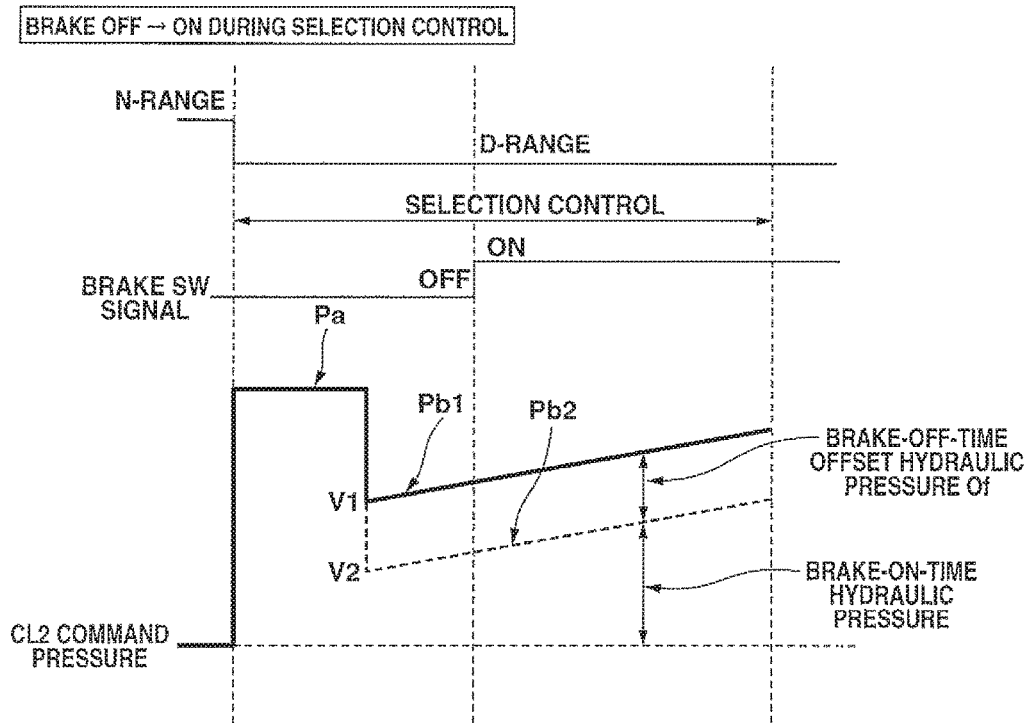 BRAKE OFF → ON DURING SELECTION CONTROL
N-RANGE
D-RANGE
SELECTION CONTROL
ON
OFF
BRAKE SW
SIGNAL
Pa
Pb1
Pb2
BRAKE-OFF-TIME
OFFSET HYDRAULIC
PRESSURE Of
V1
V2
BRAKE-ON-TIME
HYDRAULIC
PRESSURE
CL2 COMMAND
PRESSURE